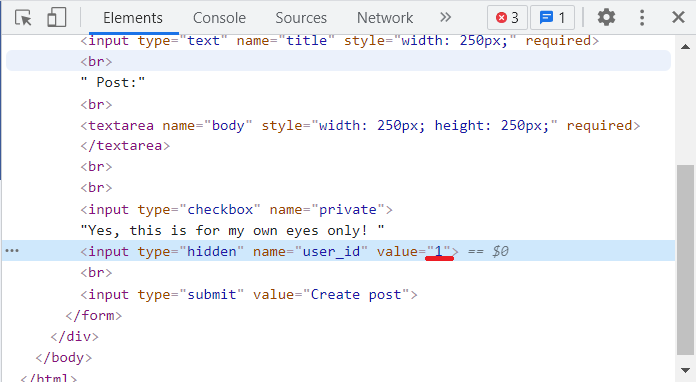 Elements Console Sources Network » 3 1
<input type="text" name="title" style="width: 250px;" required>
<br>
" Post:"
<br>
<textarea name="body" style="width: 250px; height: 250px;" required>
</textarea>
<br>
<br>
<input type="checkbox" name="private">
"Yes, this is for my own eyes only! "
<input type="hidden" name="user_id" value="1"> == $0
<br>
<input type="submit" value="Create post">
</form>
</div>
</body>
</html>